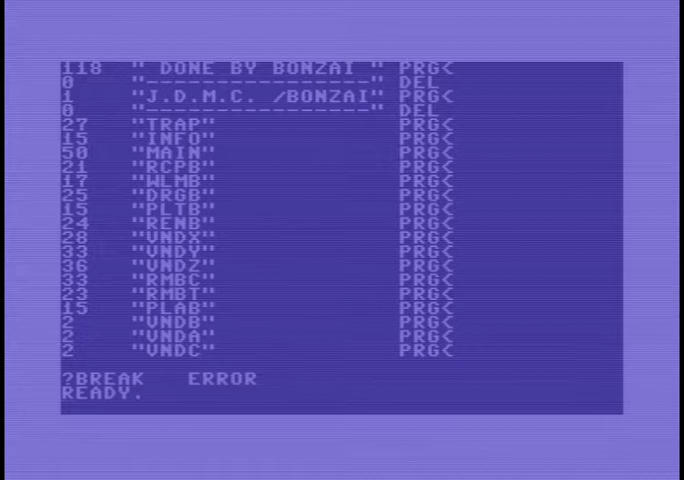 118 " DONE BY BONZAI " PRG<
0 "----------------" DEL
1 "J.D.M.C. /BONZAI" PRG<
0 "----------------" DEL
27 "TRAP" PRG<
15 "INFO" PRG<
50 "MAIN" PRG<
21 "RCPB" PRG<
17 "WLMB" PRG<
25 "DRGB" PRG<
15 "PLTB" PRG<
24 "RENB" PRG<
28 "VNDX" PRG<
33 "VNDY" PRG<
36 "VNDZ" PRG<
33 "RMBC" PRG<
23 "RMBT" PRG<
15 "PLAB" PRG<
2 "VNDB" PRG<
2 "VNDA" PRG<
2 "VNDC" PRG<
?BREAK ERROR
READY.